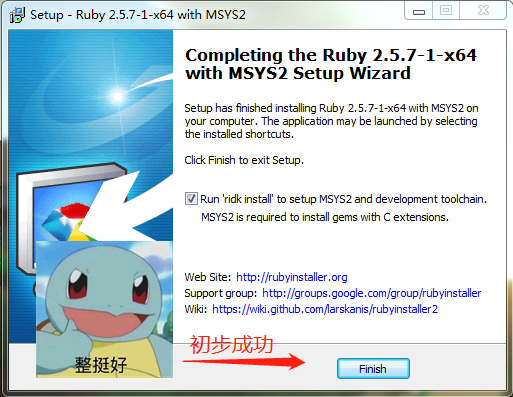 Setup - Ruby 2.5.7-1-x64 with MSYS2
Completing the Ruby 2.5.7-1-x64
with MSYS2 Setup Wizard
Setup has finished installing Ruby 2.5.7-1-x64 with MSYS2 on
your computer. The application may be launched by selecting
the installed shortcuts.
Click Finish to exit Setup.
Run 'ridk install' to setup MSYS2 and development toolchain.
MSYS2 is required to install gems with C extensions.
Web Site: http://rubyinstaller.org
Support group: http://groups.google.com/group/rubyinstaller
Wiki: https://wiki.github.com/larskanis/rubyinstaller2
整挺好
初步成功
Finish